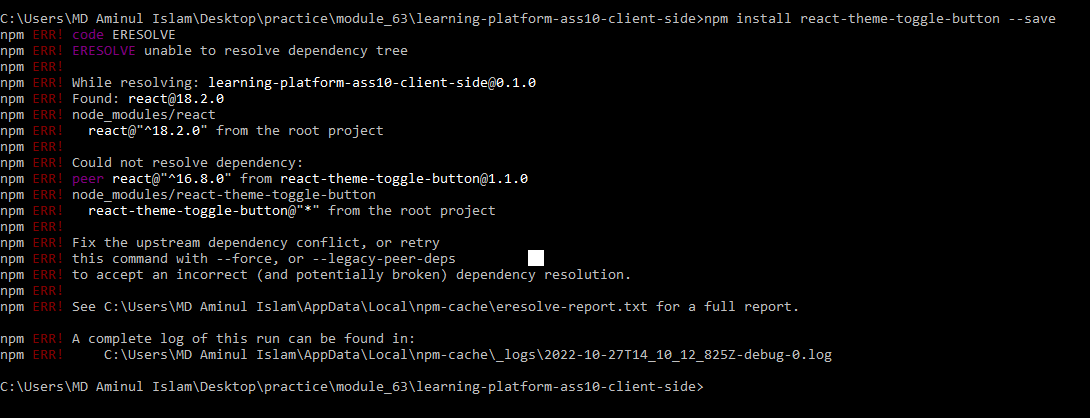 C:\Users\MD Aminul Islam\Desktop\practice\module_63\learning-platform-ass10-client-side>npm install react-theme-toggle-button --save
npm ERR! code ERESOLVE
npm ERR! ERESOLVE unable to resolve dependency tree
npm ERR!
npm ERR! While resolving: learning-platform-ass10-client-side@0.1.0
npm ERR! Found: react@18.2.0
npm ERR! node_modules/react
npm ERR!   react@"^18.2.0" from the root project
npm ERR!
npm ERR! Could not resolve dependency:
npm ERR! peer react@"^16.8.0" from react-theme-toggle-button@1.1.0
npm ERR! node_modules/react-theme-toggle-button
npm ERR!   react-theme-toggle-button@"*" from the root project
npm ERR!
npm ERR! Fix the upstream dependency conflict, or retry
npm ERR! this command with --force, or --legacy-peer-deps
npm ERR! to accept an incorrect (and potentially broken) dependency resolution.
npm ERR!
npm ERR! See C:\Users\MD Aminul Islam\AppData\Local\npm-cache\eresolve-report.txt for a full report.
npm ERR! A complete log of this run can be found in:
npm ERR!     C:\Users\MD Aminul Islam\AppData\Local\npm-cache\_logs\2022-10-27T14_10_12_825Z-debug-0.log
C:\Users\MD Aminul Islam\Desktop\practice\module_63\learning-platform-ass10-client-side>